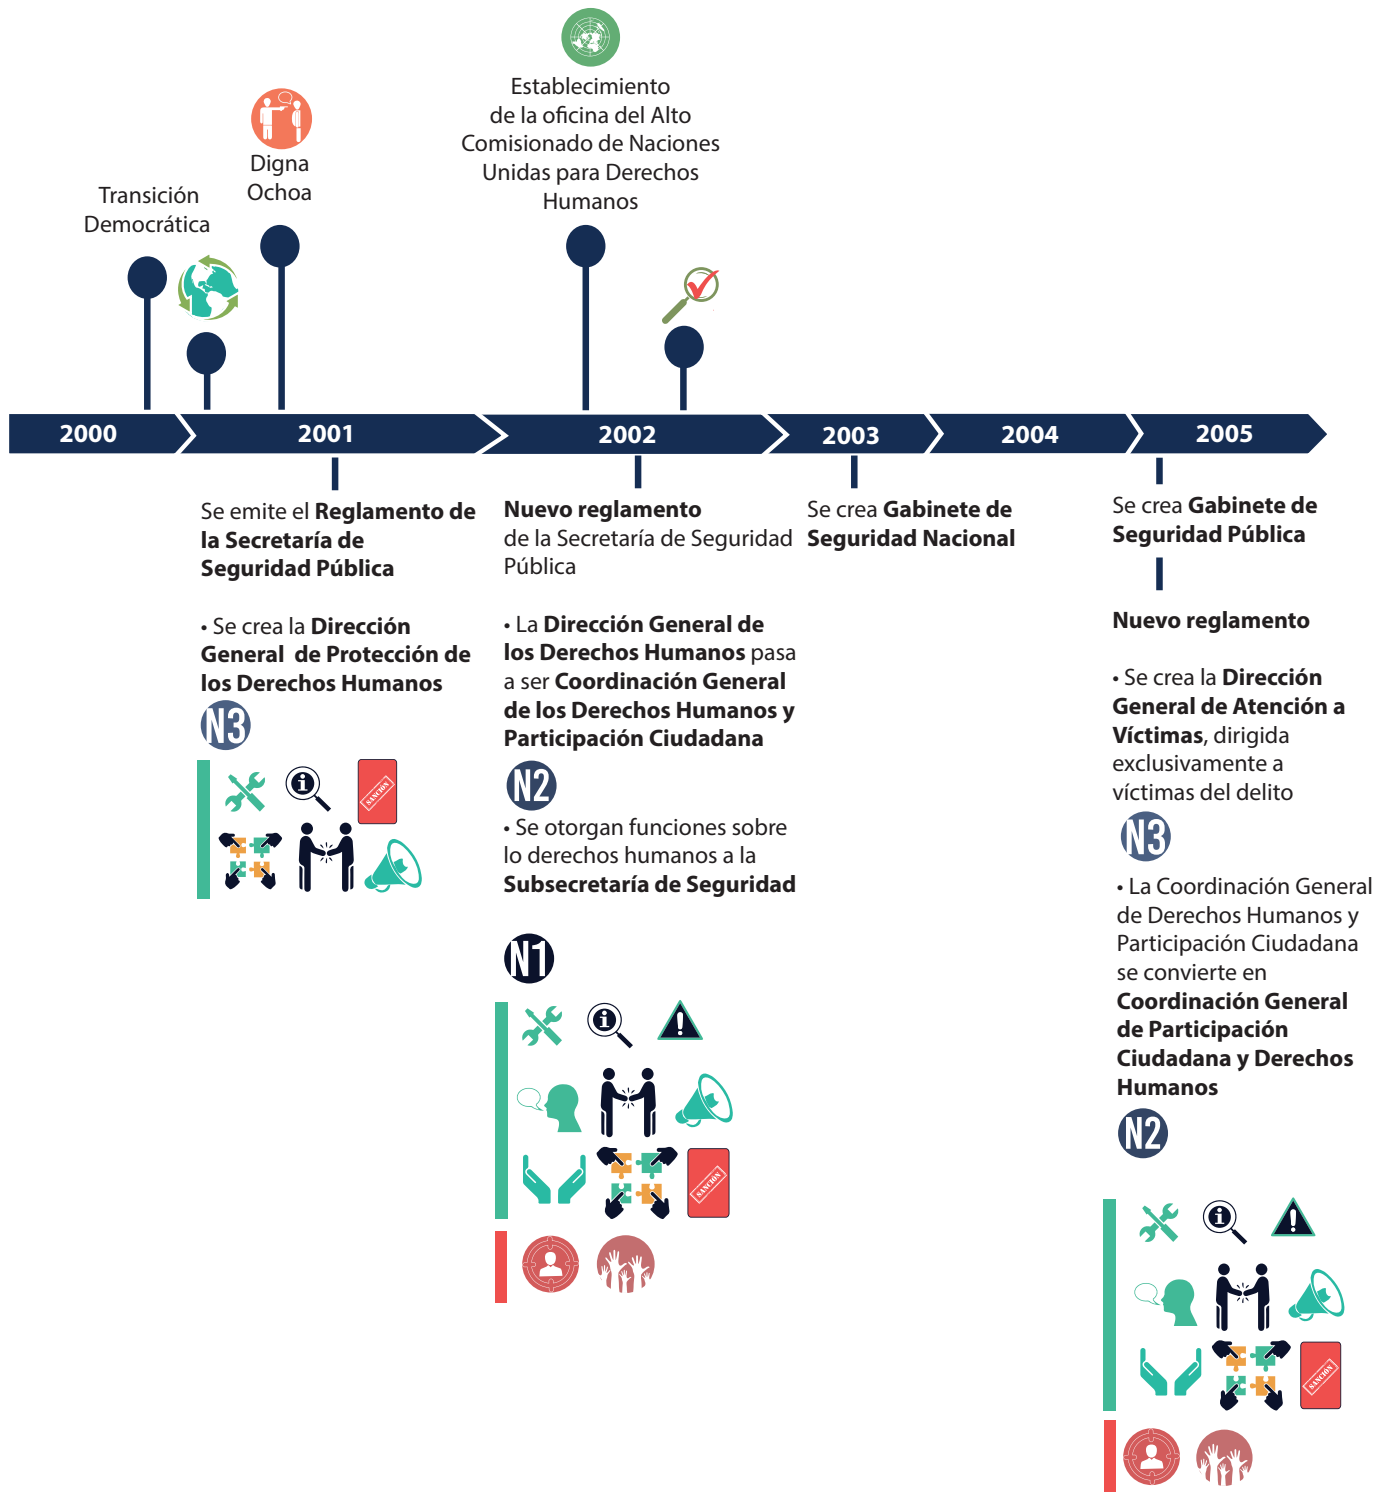 Establecimiento
de la oficina del Alto
Comisionado de Naciones
Unidas para Derechos
Humanos
Digna
Ochoa
Transición
Democrática
2000
2001
2002
2003
2004
2005
Se emite el Reglamento de
la Secretaría de
Seguridad Pública
• Se crea la Dirección
General de Protección de
los Derechos Humanos
N3
SANCIÓN
Nuevo reglamento
de la Secretaría de Seguridad
Pública
• La Dirección General de
los Derechos Humanos pasa
a ser Coordinación General
de los Derechos Humanos y
Participación Ciudadana
N2
• Se otorgan funciones sobre
lo derechos humanos a la
Subsecretaría de Seguridad
N1
SANCIÓN
Se crea Gabinete de
Seguridad Nacional
Se crea Gabinete de
Seguridad Pública
Nuevo reglamento
• Se crea la Dirección
General de Atención a
Víctimas, dirigida
exclusivamente a
víctimas del delito
N3
• La Coordinación General
de Derechos Humanos y
Participación Ciudadana
se convierte en
Coordinación General
de Participación
Ciudadana y Derechos
Humanos
N2
SANCIÓN